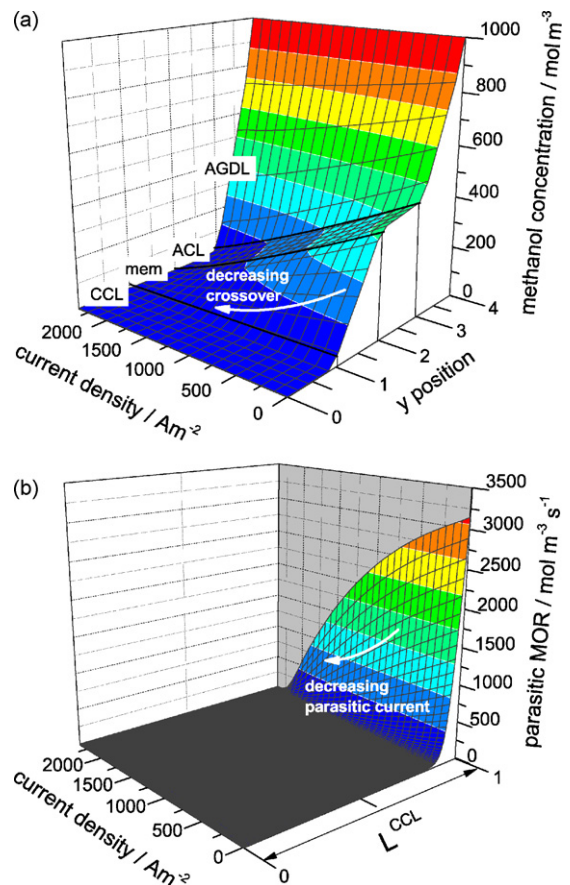 (a)
1000
800
600
400
200
0
methanol concentration / mol m⁻³
AGDL
ACL
mem
CCL
decreasing
crossover
2000
1500
1000
500
0
current density / Am⁻²
0
1
2
3
4
y position
(b)
3500
3000
2500
2000
1500
1000
500
0
parasitic MOR / mol m⁻³ s⁻¹
decreasing
parasitic current
2000
1500
1000
500
0
current density / Am⁻²
0
L^CCL
1